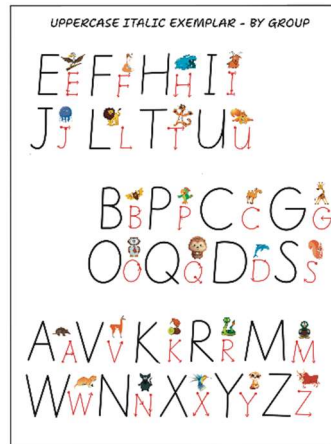 UPPERCASE ITALIC EXEMPLAR - BY GROUP
E E F F H H I I
J J L L T T U U
B B P P C C G G
O O Q Q D D S S
A A V V K K R R M M
W W N N X X Y Y Z Z